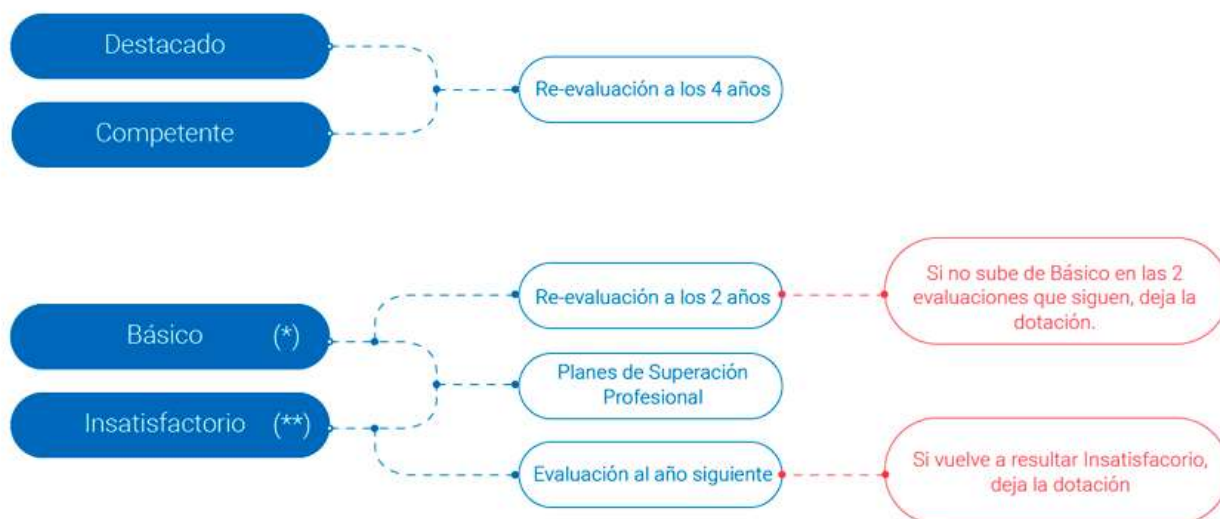 Destacado
Re-evaluación a los 4 años
Competente
Básico (*)
Re-evaluación a los 2 años
Si no sube de Básico en las 2
evaluaciones que siguen, deja la
dotación.
Planes de Superación
Profesional
Insatisfactorio (**)
Evaluación al año siguiente
Si vuelve a resultar Insatisfacorio,
deja la dotación